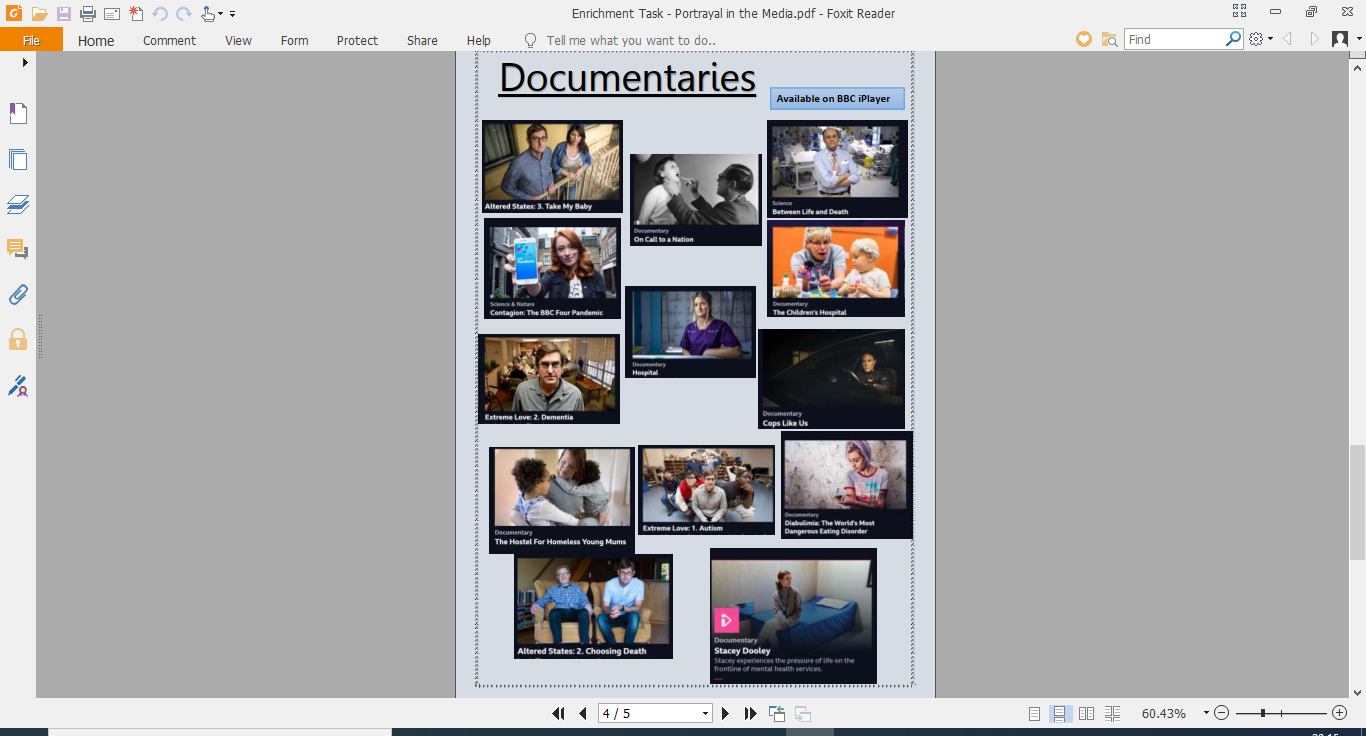 Enrichment Task - Portrayal in the Media.pdf - Foxit Reader
File Home Comment View Form Protect Share Help Tell me what you want to do.. Find
Documentaries
Available on BBC iPlayer
Altered States: 3. Take My Baby
Documentary
On Call to a Nation
Science
Between Life and Death
Science & Nature
Contagion: The BBC Four Pandemic
Documentary
The Children's Hospital
Documentary
Hospital
Extreme Love: 2. Dementia
Documentary
Cops Like Us
Documentary
The Hostel For Homeless Young Mums
Extreme Love: 1. Autism
Documentary
Diabulimia: The World's Most
Dangerous Eating Disorder
Altered States: 2. Choosing Death
Documentary
Stacey Dooley
Stacey experiences the pressure of life on the
frontline of mental health services.
4 / 5
60.43%